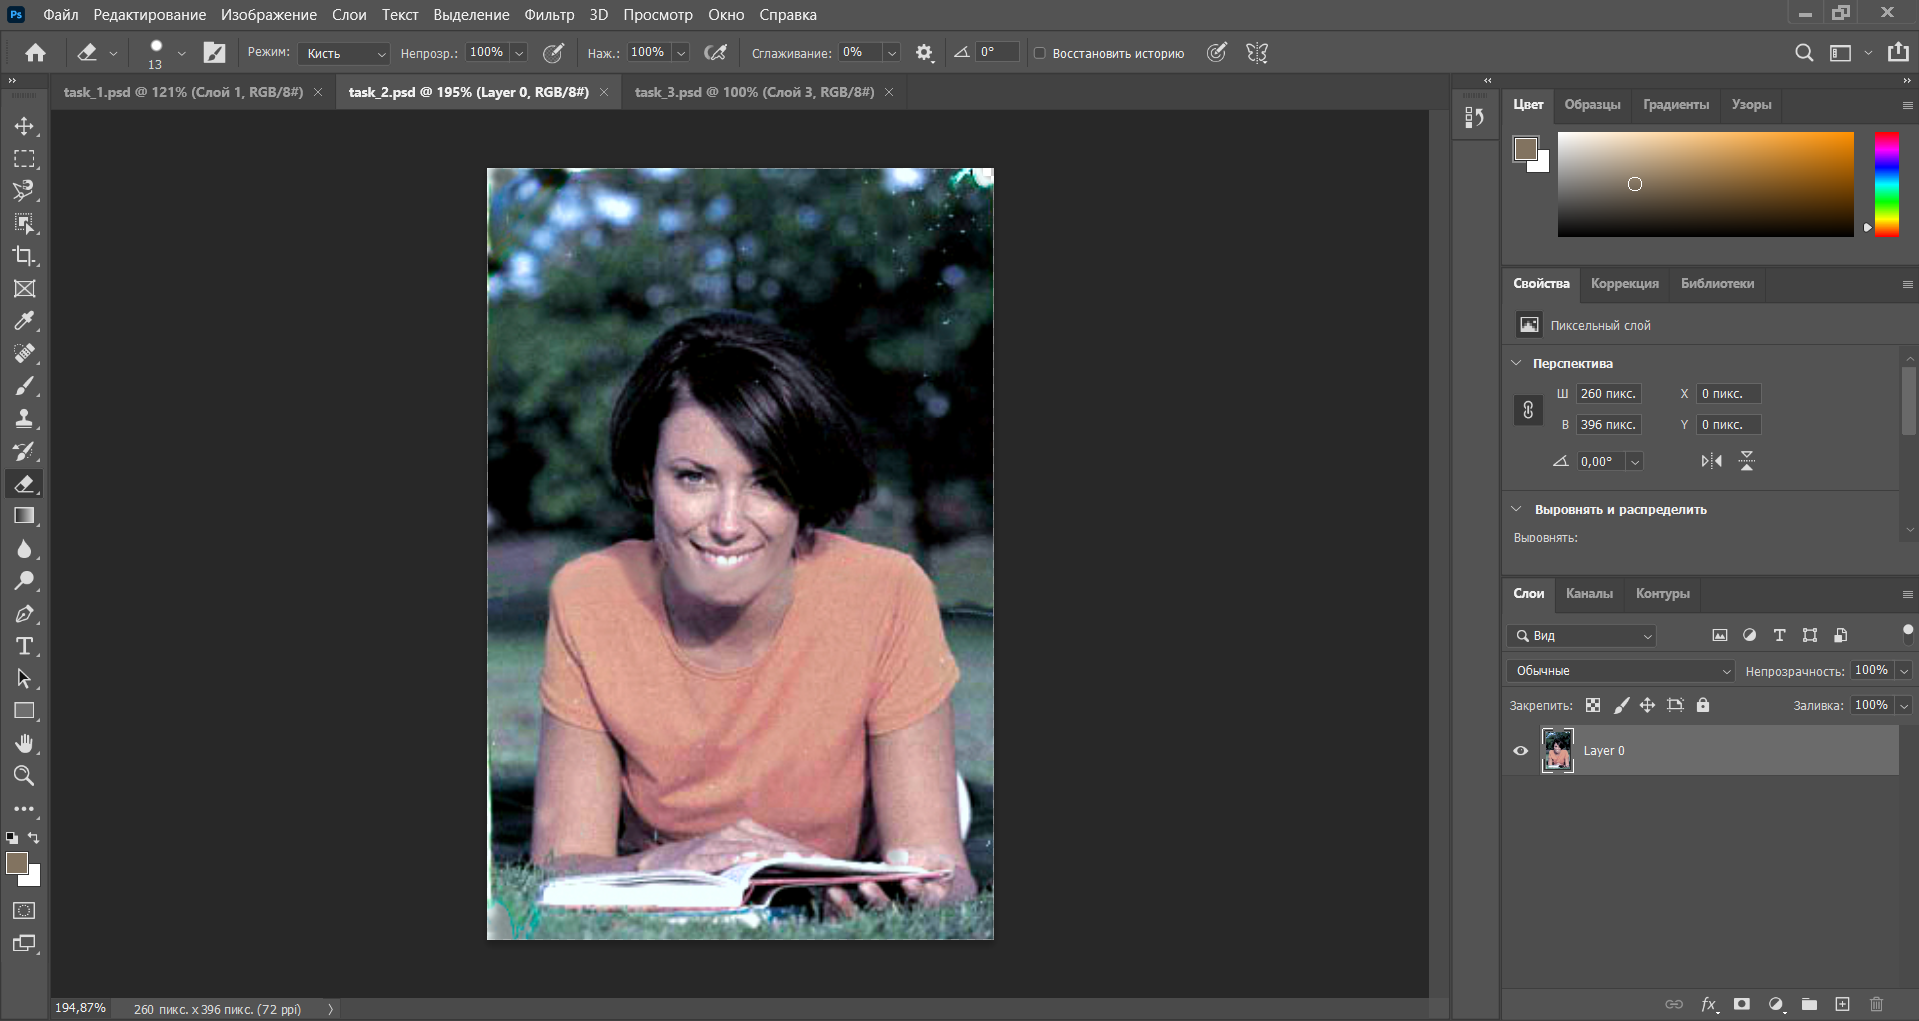 Ps Файл Редактирование Изображение Слои Текст Выделение Фильтр 3D Просмотр Окно Справка
13 Режим: Кисть Непрозр.: 100% Наж.: 100% Сглаживание: 0% 0° Восстановить историю
task_1.psd @ 121% (Слой 1, RGB/8#) task_2.psd @ 195% (Layer 0, RGB/8#) task_3.psd @ 100% (Слой 3, RGB/8#)
Цвет Образцы Градиенты Узоры
Свойства Коррекция Библиотеки
Пиксельный слой
Перспектива
Ш 260 пикс. X 0 пикс.
В 396 пикс. Y 0 пикс.
0,00°
Выровнять и распределить
Выровнять:
Слои Каналы Контуры
Вид
Обычные Непрозрачность: 100%
Закрепить: Заливка: 100%
Layer 0
fx
194,87% 260 пикс. x 396 пикс. (72 ppi)